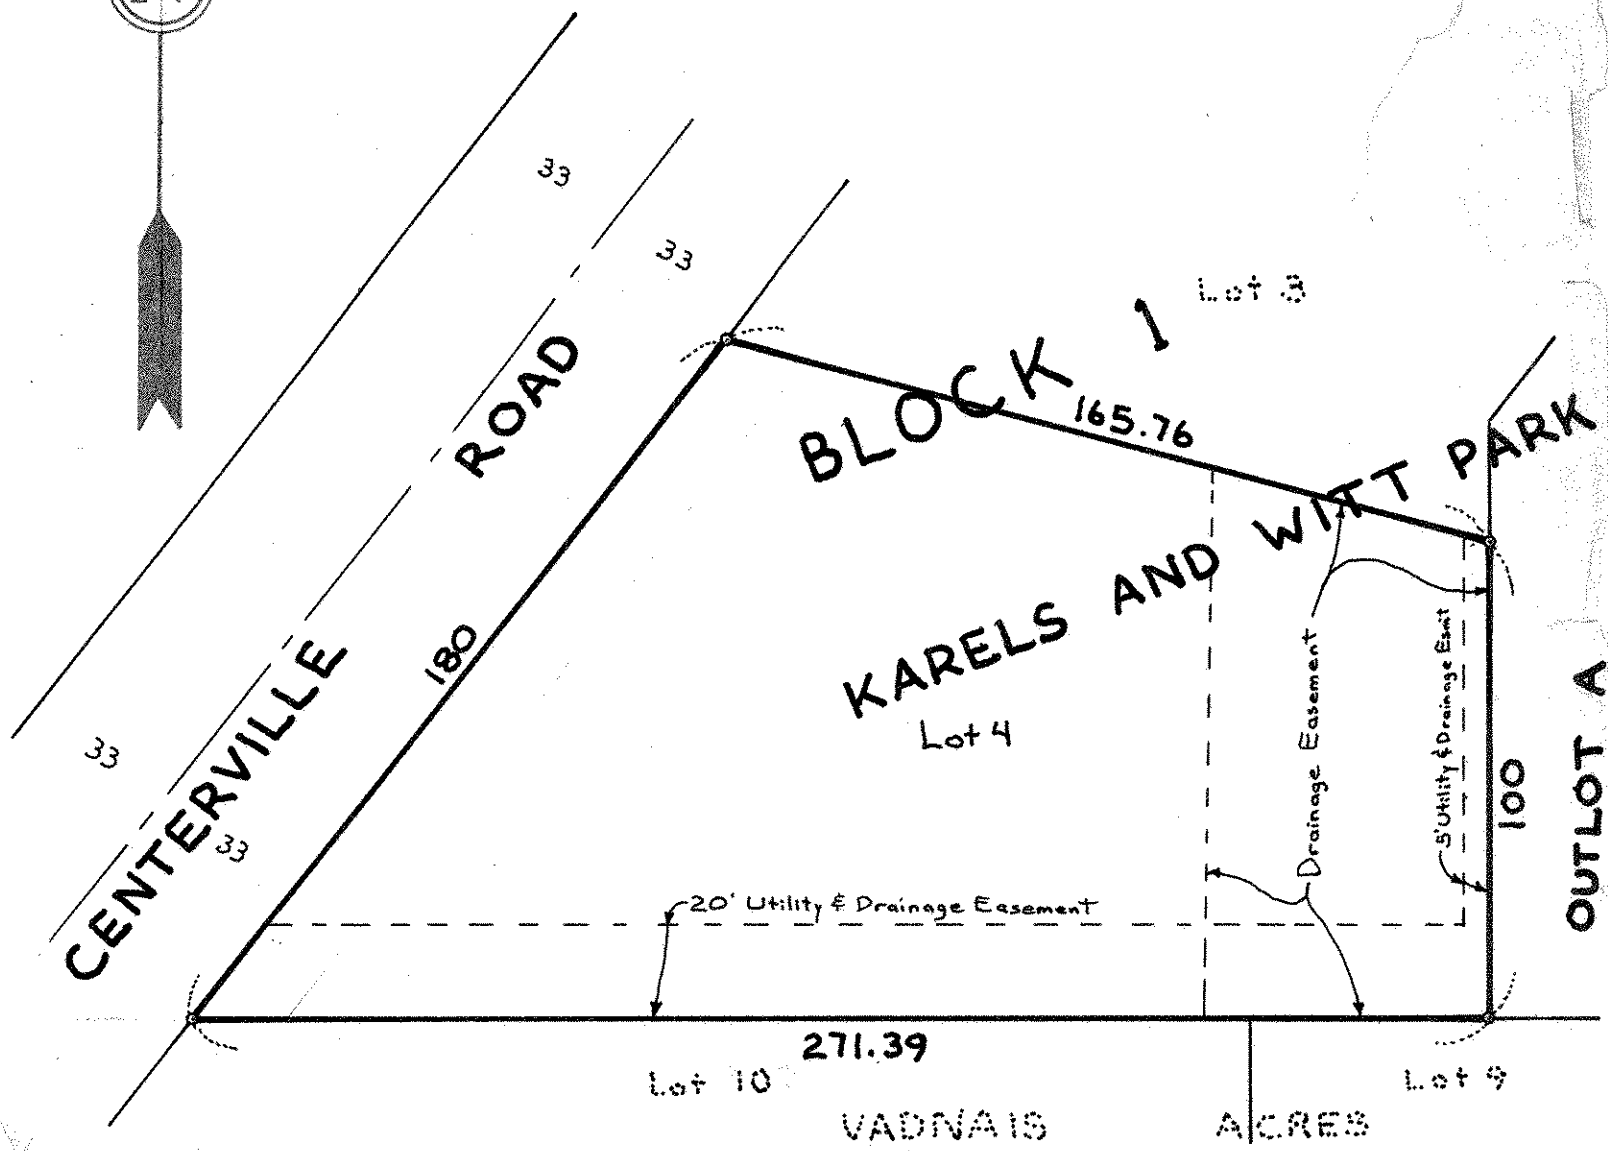 33
33
Lot 3
BLOCK 1
165.76
CENTERVILLE ROAD
180
KARELS AND WITT PARK
Lot 4
33
33
Drainage Easement
5' Utility & Drainage Esmt
100
OUTLOT A
20' Utility & Drainage Easement
271.39
Lot 10
Lot 9
VADNAIS ACRES